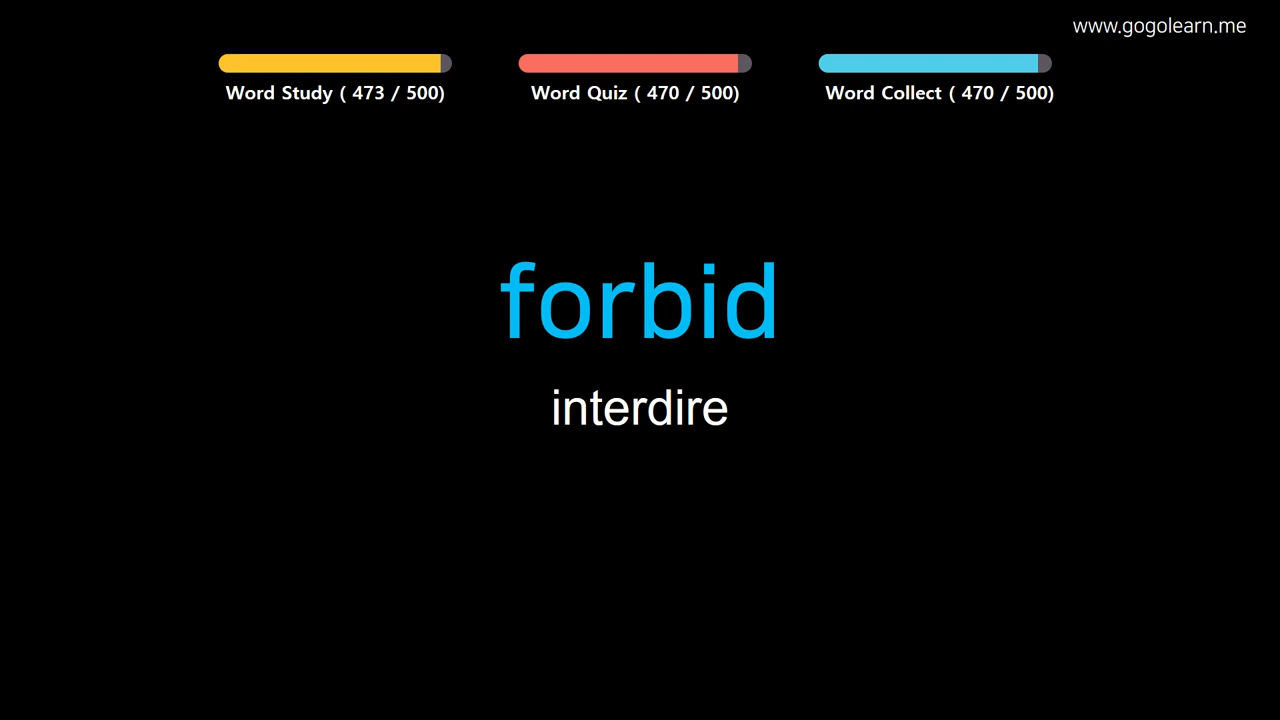 www.gogolearn.me
Word Study ( 473 / 500)
Word Quiz ( 470 / 500)
Word Collect ( 470 / 500)
forbid
interdire